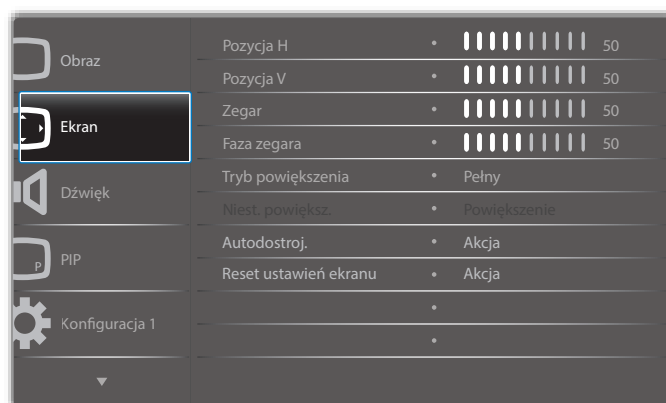 Obraz
Ekran
Dźwięk
P
PIP
Konfiguracja 1
Pozycja H • 50
Pozycja V • 50
Zegar • 50
Faza zegara • 50
Tryb powiększenia • Pełny
Niest. powiększ. • Powiększenie
Autodostroj. • Akcja
Reset ustawień ekranu • Akcja